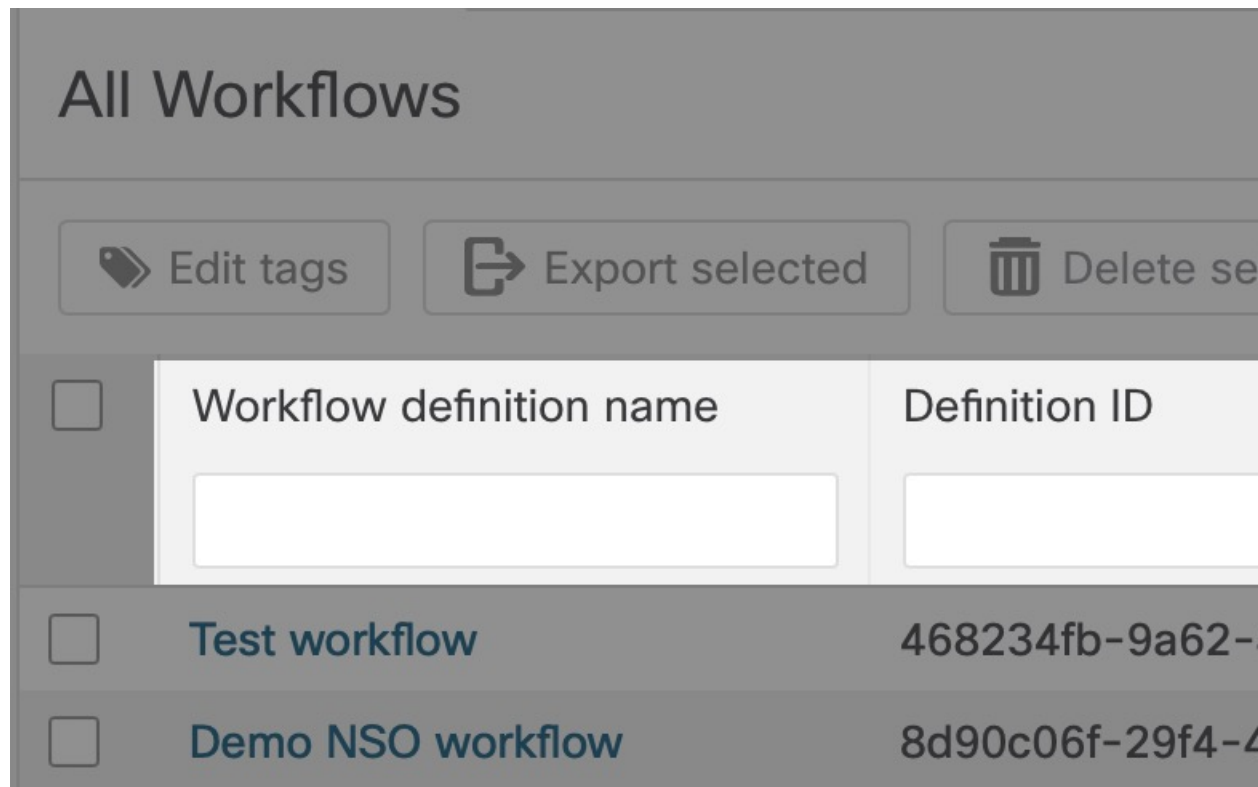 All Workflows
Edit tags
Export selected
Delete se
Workflow definition name
Definition ID
Test workflow
468234fb-9a62-
Demo NSO workflow
8d90c06f-29f4-4